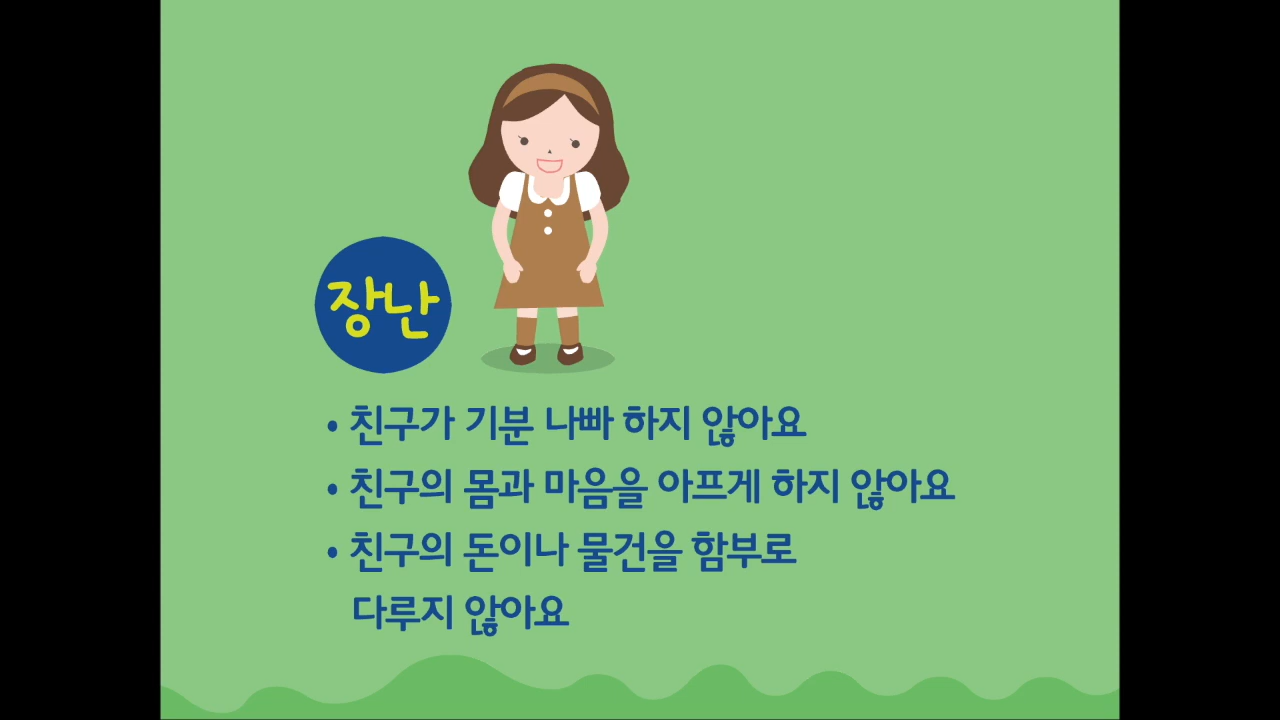 장난
• 친구가 기분 나빠 하지 않아요
• 친구의 몸과 마음을 아프게 하지 않아요
• 친구의 돈이나 물건을 함부로
다루지 않아요